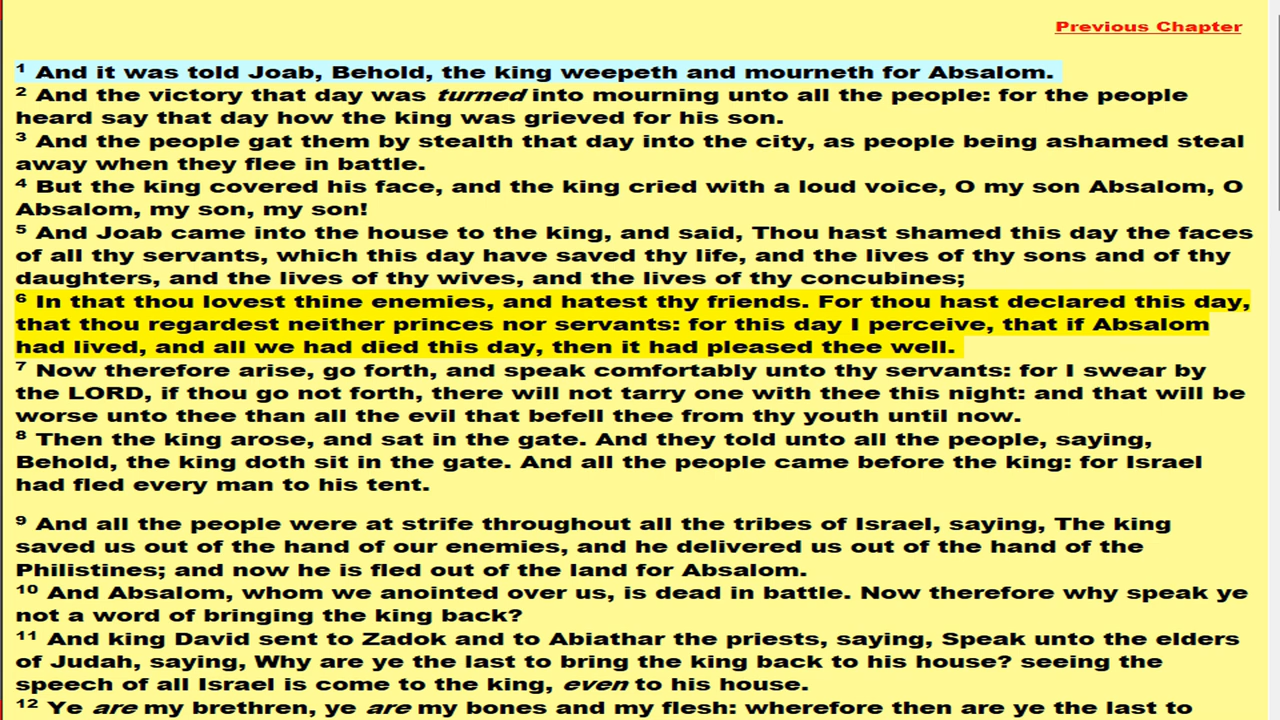 Previous Chapter
1 And it was told Joab, Behold, the king weepeth and mourneth for Absalom.
2 And the victory that day was turned into mourning unto all the people: for the people
heard say that day how the king was grieved for his son.
3 And the people gat them by stealth that day into the city, as people being ashamed steal
away when they flee in battle.
4 But the king covered his face, and the king cried with a loud voice, O my son Absalom, O
Absalom, my son, my son!
5 And Joab came into the house to the king, and said, Thou hast shamed this day the faces
of all thy servants, which this day have saved thy life, and the lives of thy sons and of thy
daughters, and the lives of thy wives, and the lives of thy concubines;
6 In that thou lovest thine enemies, and hatest thy friends. For thou hast declared this day,
that thou regardest neither princes nor servants: for this day I perceive, that if Absalom
had lived, and all we had died this day, then it had pleased thee well.
7 Now therefore arise, go forth, and speak comfortably unto thy servants: for I swear by
the LORD, if thou go not forth, there will not tarry one with thee this night: and that will be
worse unto thee than all the evil that befell thee from thy youth until now.
8 Then the king arose, and sat in the gate. And they told unto all the people, saying,
Behold, the king doth sit in the gate. And all the people came before the king: for Israel
had fled every man to his tent.
9 And all the people were at strife throughout all the tribes of Israel, saying, The king
saved us out of the hand of our enemies, and he delivered us out of the hand of the
Philistines; and now he is fled out of the land for Absalom.
10 And Absalom, whom we anointed over us, is dead in battle. Now therefore why speak ye
not a word of bringing the king back?
11 And king David sent to Zadok and to Abiathar the priests, saying, Speak unto the elders
of Judah, saying, Why are ye the last to bring the king back to his house? seeing the
speech of all Israel is come to the king, even to his house.
12 Ye are my brethren, ye are my bones and my flesh: wherefore then are ye the last to